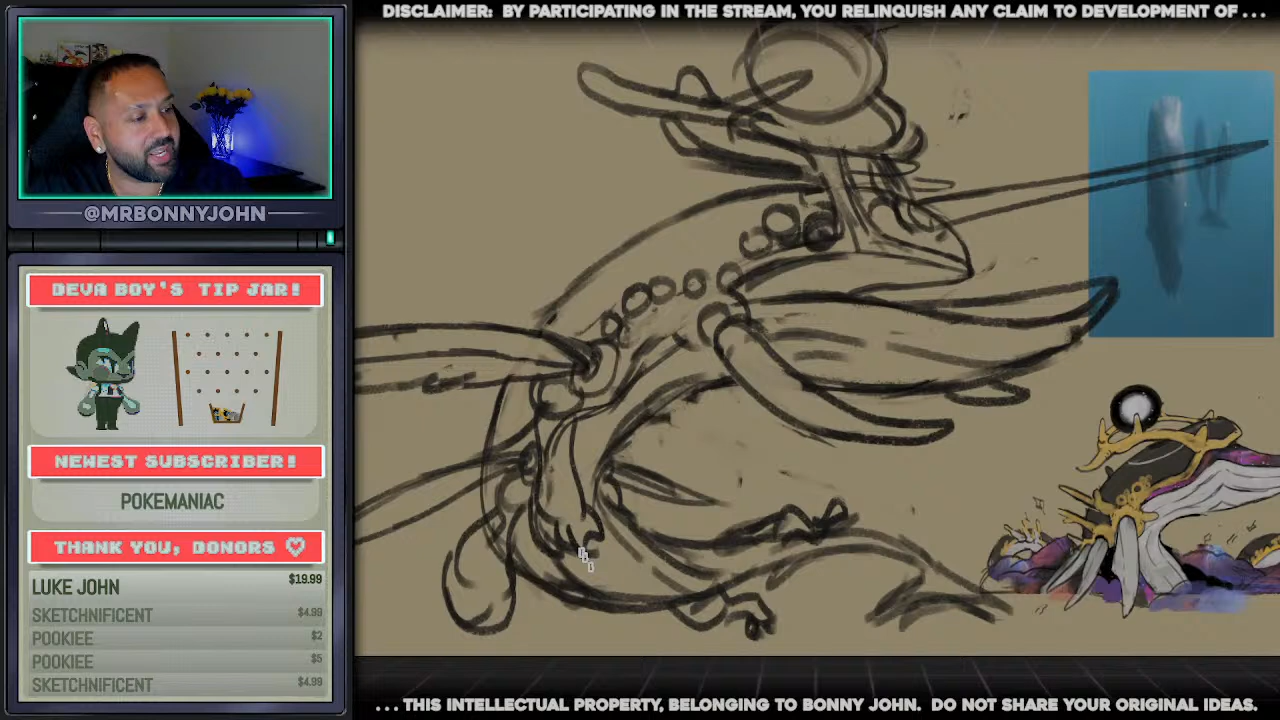 DISCLAIMER: BY PARTICIPATING IN THE STREAM, YOU RELINQUISH ANY CLAIM TO DEVELOPMENT OF . . .
@MRBONNYJOHN
DEVA BOY'S TIP JAR!
NEWEST SUBSCRIBER!
POKEMANIAC
THANK YOU, DONORS ♡
LUKE JOHN $19.99
SKETCHNIFICENT $4.99
POOKIEE $2
POOKIEE $5
SKETCHNIFICENT $4.99
. . . THIS INTELLECTUAL PROPERTY, BELONGING TO BONNY JOHN. DO NOT SHARE YOUR ORIGINAL IDEAS.